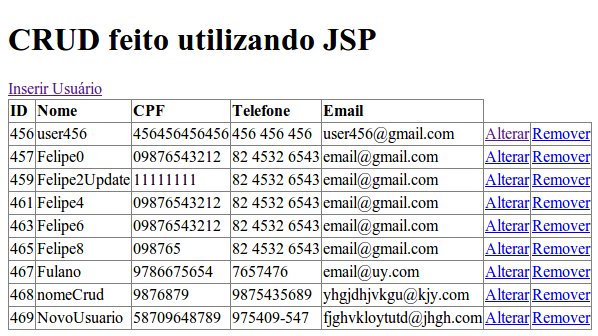 CRUD feito utilizando JSP
Inserir Usuário
ID Nome CPF Telefone Email
456 user456 456456456456 456 456 456 user456@gmail.com Alterar Remover
457 Felipe0 09876543212 82 4532 6543 email@gmail.com Alterar Remover
459 Felipe2Update 11111111 82 4532 6543 email@gmail.com Alterar Remover
461 Felipe4 09876543212 82 4532 6543 email@gmail.com Alterar Remover
463 Felipe6 09876543212 82 4532 6543 email@gmail.com Alterar Remover
465 Felipe8 098765 82 4532 6543 email@gmail.com Alterar Remover
467 Fulano 9786675654 7657476 email@uy.com Alterar Remover
468 nomeCrud 9876879 9875435689 yhgjdhjvkgu@kjy.com Alterar Remover
469 NovoUsuario 58709648789 975409-547 fjghvkloytutd@jhgh.com Alterar Remover